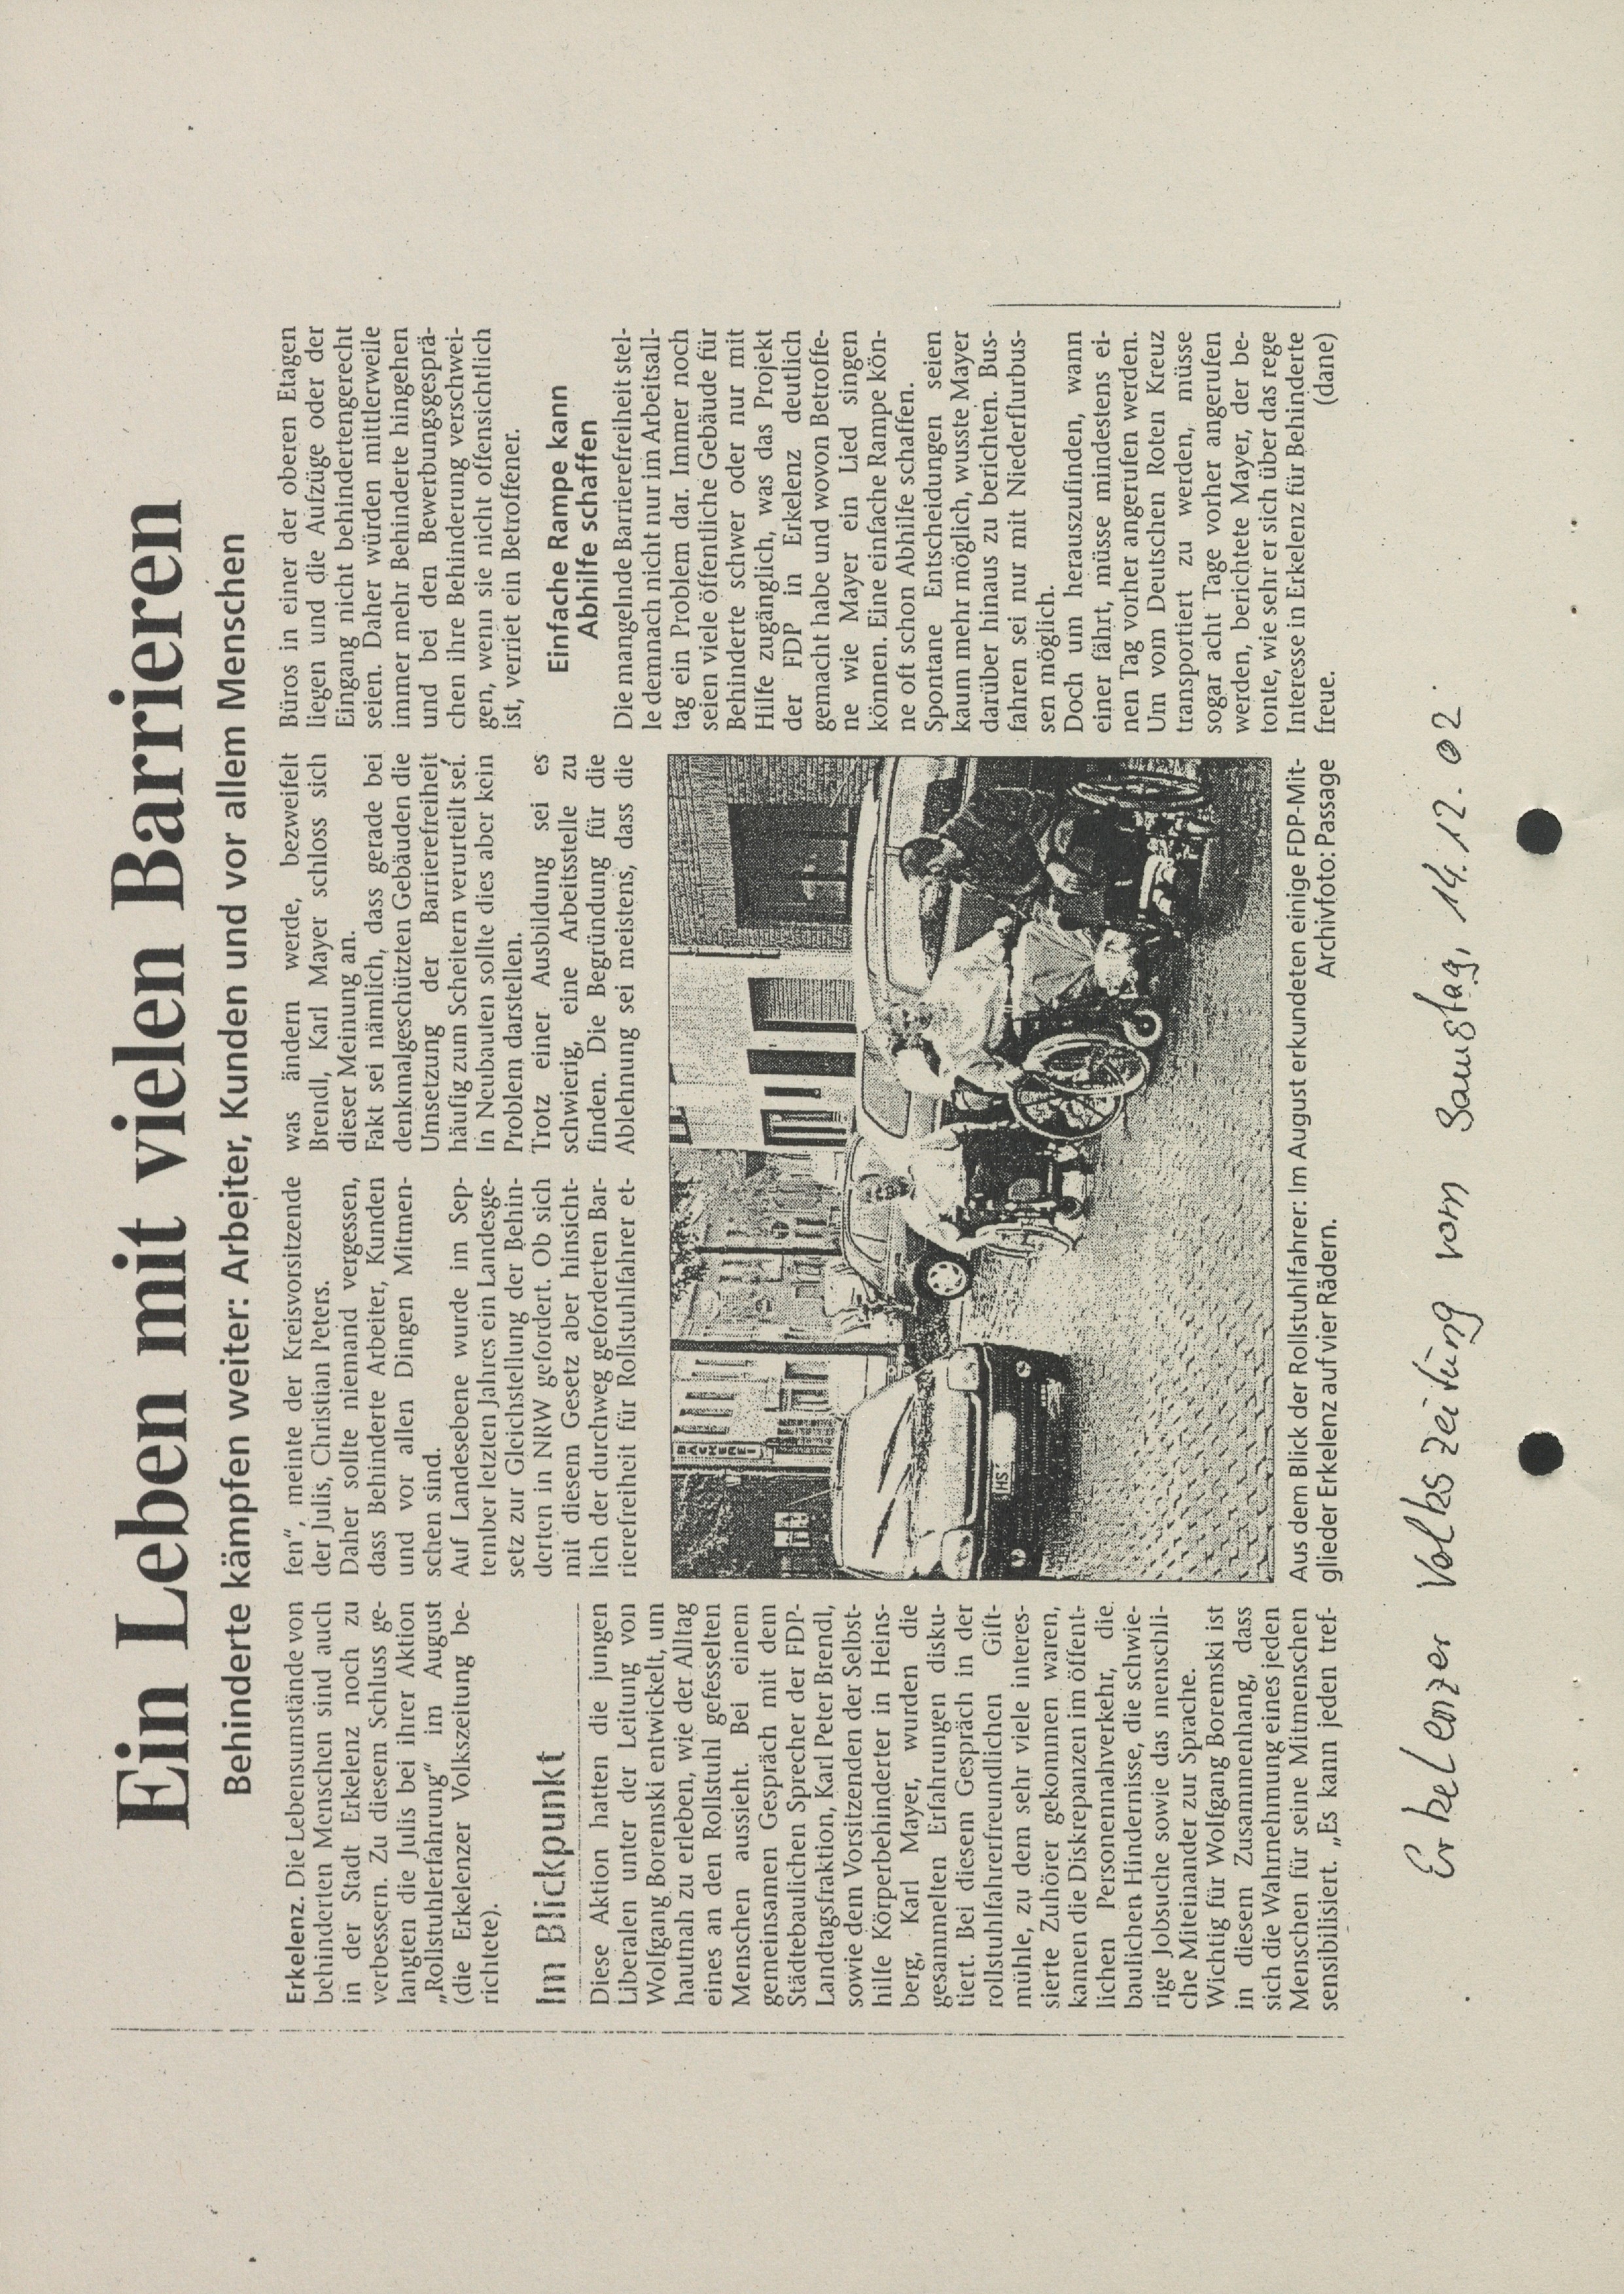 Ein Leben mit vielen Barrieren
Behinderte kämpfen weiter: Arbeiter, Kunden und vor allem Menschen
Erkelenz. Die Lebensumstände von
behinderten Menschen sind auch
in der Stadt Erkelenz noch zu
verbessern. Zu diesem Schluss ge-
langten die Julis bei ihrer Aktion
„Rollstuhlerfahrung“ im August
(die Erkelenzer Volkszeitung be-
richtete).
Im Blickpunkt
Diese Aktion hatten die jungen
Liberalen unter der Leitung von
Wolfgang Borenski entwickelt, um
hautnah zu erleben, wie der Alltag
eines an den Rollstuhl gefesselten
Menschen aussieht. Bei einem
gemeinsamen Gespräch mit dem
Städtebaulichen Sprecher der FDP-
Landtagsfraktion, Karl Peter Brendl,
sowie dem Vorsitzenden der Selbst-
hilfe Körperbehinderter in Heins-
berg, Karl Mayer, wurden die
gesammelten Erfahrungen disku-
tiert. Bei diesem Gespräch in der
rollstuhlfahrerfreundlichen Gift-
mühle, zu dem sehr viele interes-
sierte Zuhörer gekommen waren,
kamen die Diskrepanzen im öffent-
lichen Personennahverkehr, die
baulichen Hindernisse, die schwie-
rige Jobsuche sowie das menschli-
che Miteinander zur Sprache.
Wichtig für Wolfgang Borenski ist
in diesem Zusammenhang, dass
sich die Wahrnehmung eines jeden
Menschen für seine Mitmenschen
sensibilisiert. „Es kann jeden tref-
fen“, meinte der Kreisvorsitzende
der Julis, Christian Peters.
Daher sollte niemand vergessen,
dass Behinderte Arbeiter, Kunden
und vor allen Dingen Mitmen-
schen sind.
Auf Landesebene wurde im Sep-
tember letzten Jahres ein Landesge-
setz zur Gleichstellung der Behin-
derten in NRW gefordert. Ob sich
mit diesem Gesetz aber hinsicht-
lich der durchweg geforderten Bar-
rierefreiheit für Rollstuhlfahrer et-
was ändern werde, bezweifelt
Brendl, Karl Mayer schloss sich
dieser Meinung an.
Fakt sei nämlich, dass gerade bei
denkmalgeschützten Gebäuden die
Umsetzung der Barrierefreiheit
häufig zum Scheitern verurteilt sei.
In Neubauten sollte dies aber kein
Problem darstellen.
Trotz einer Ausbildung sei es
schwierig, eine Arbeitsstelle zu
finden. Die Begründung für die
Ablehnung sei meistens, dass die
Büros in einer der oberen Etagen
liegen und die Aufzüge oder der
Eingang nicht behindertengerecht
seien. Daher würden mittlerweile
immer mehr Behinderte hingehen
und bei den Bewerbungsgesprä-
chen ihre Behinderung verschwei-
gen, wenn sie nicht offensichtlich
ist, verriet ein Betroffener.
Einfache Rampe kann
Abhilfe schaffen
Die mangelnde Barrierefreiheit stel-
le demnach nicht nur im Arbeitsall-
tag ein Problem dar. Immer noch
seien viele öffentliche Gebäude für
Behinderte schwer oder nur mit
Hilfe zugänglich, was das Projekt
der FDP in Erkelenz deutlich
gemacht habe und wovon Betroffe-
ne wie Mayer ein Lied singen
können. Eine einfache Rampe kön-
ne oft schon Abhilfe schaffen.
Spontane Entscheidungen seien
kaum mehr möglich, wusste Mayer
darüber hinaus zu berichten. Bus-
fahren sei nur mit Niederflurbus-
sen möglich.
Doch um herauszufinden, wann
einer fährt, müsse mindestens ei-
nen Tag vorher angerufen werden.
Um vom Deutschen Roten Kreuz
transportiert zu werden, müsse
sogar acht Tage vorher angerufen
werden, berichtete Mayer, der be-
tonte, wie sehr er sich über das rege
Interesse in Erkelenz für Behinderte
freue. (dane)
BÄCKEREI
HS
Aus dem Blick der Rollstuhlfahrer: Im August erkundeten einige FDP-Mit-
glieder Erkelenz auf vier Rädern. Archivfoto: Passage
Erkelenzer Volkszeitung vom Samstag, 14.12.02